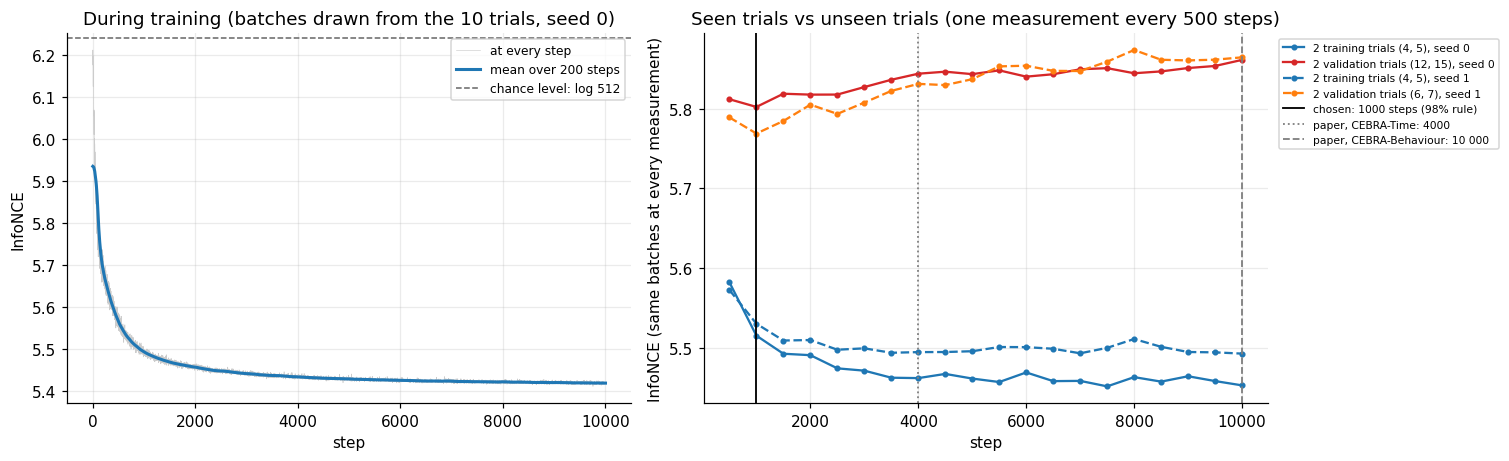 During training (batches drawn from the 10 trials, seed 0)
InfoNCE
6.2
6.1
6.0
5.9
5.8
5.7
5.6
5.5
5.4
0
2000
4000
6000
8000
10000
step
at every step
mean over 200 steps
chance level: log 512
Seen trials vs unseen trials (one measurement every 500 steps)
InfoNCE (same batches at every measurement)
5.8
5.7
5.6
5.5
2000
4000
6000
8000
10000
step
2 training trials (4, 5), seed 0
2 validation trials (12, 15), seed 0
2 training trials (4, 5), seed 1
2 validation trials (6, 7), seed 1
chosen: 1000 steps (98% rule)
paper, CEBRA-Time: 4000
paper, CEBRA-Behaviour: 10 000